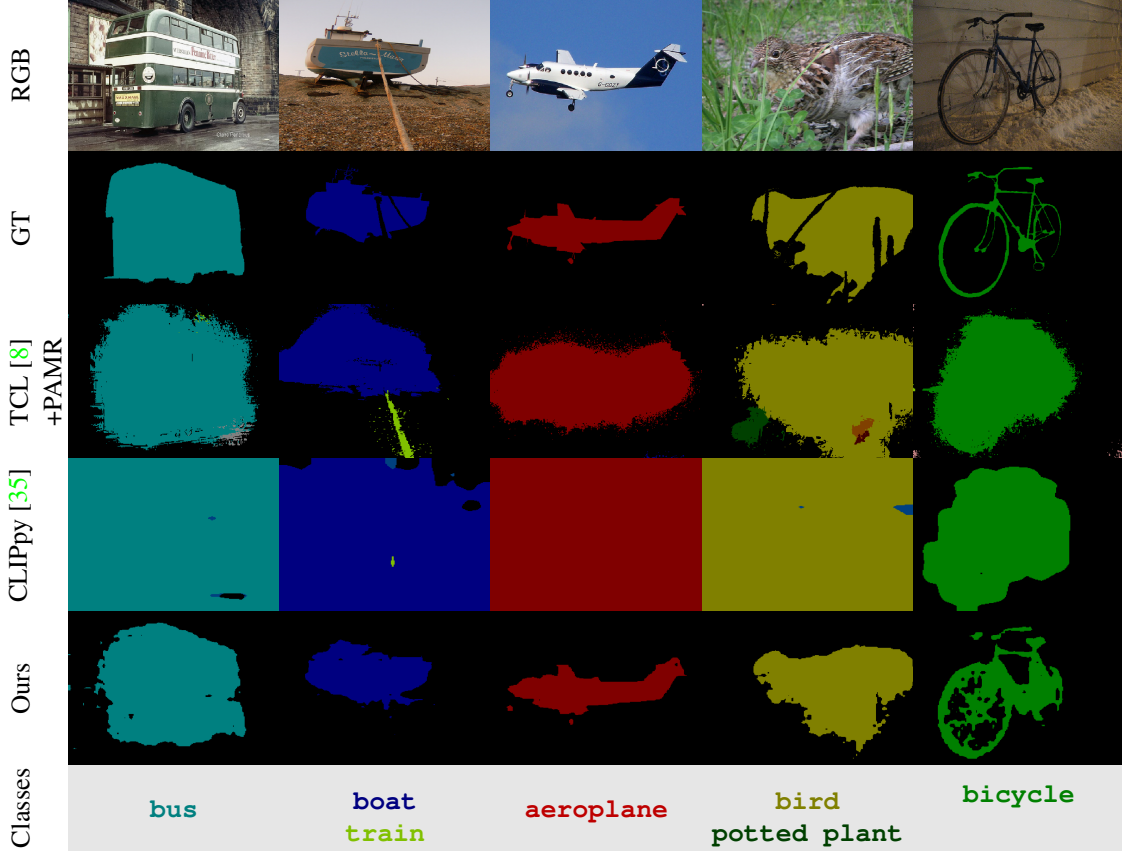 RGB
GT
TCL [8]
+PAMR
CLIPpy [35]
Ours
Classes
bus
boat
train
aeroplane
bird
potted plant
bicycle